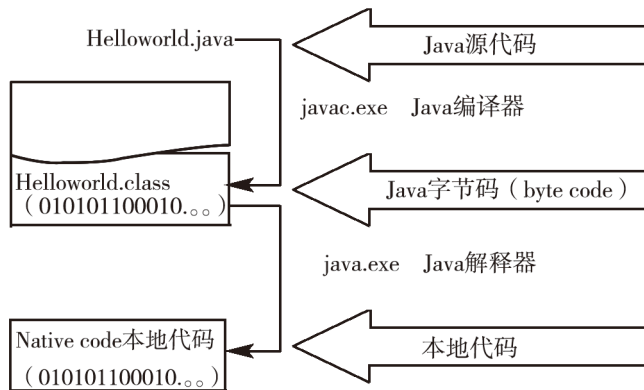 Helloworld.java
Java源代码
javac.exe Java编译器
Helloworld.class
(010101100010.。。)
Java字节码(byte code)
java.exe Java解释器
Native code本地代码
(010101100010.。。)
本地代码